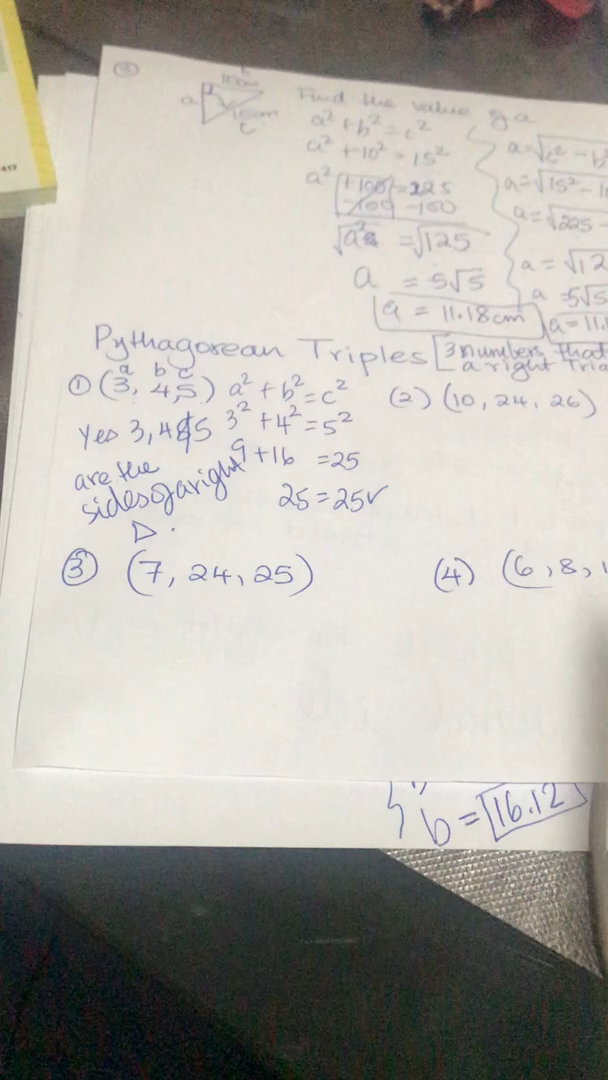 ②
10cm
a
15cm
c
Find the value of a
a² + b² = c²
a² + 10² = 15²
a² +100 = 225
-100 -100
√a² = √125
a = 5√5
a = 11.18cm
a=√c² - b²
a=√15² - 1
a=√225 -
a = √12
a 5√5
a = 11.
Pythagorean Triples [3 numbers that
a right Tria
a b c
① (3, 4, 5) a² + b² = c²
Yes 3, 4 & 5 3² + 4² = 5²
are the 9 + 16 = 25
sides of a right 25 = 25✓
(2) (10, 24, 26)
③ (7, 24, 25)
(4) (6, 8, 1
b = 16.12